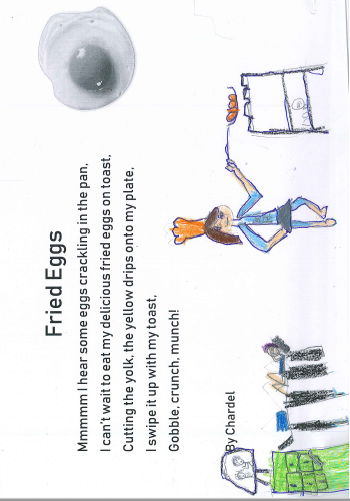 Fried Eggs
Mmmmm I hear some eggs crackling in the pan.
I can't wait to eat my delicious fried eggs on toast.
Cutting the yolk, the yellow drips onto my plate,
I swipe it up with my toast,
Gobble, crunch, munch!
By Chardel